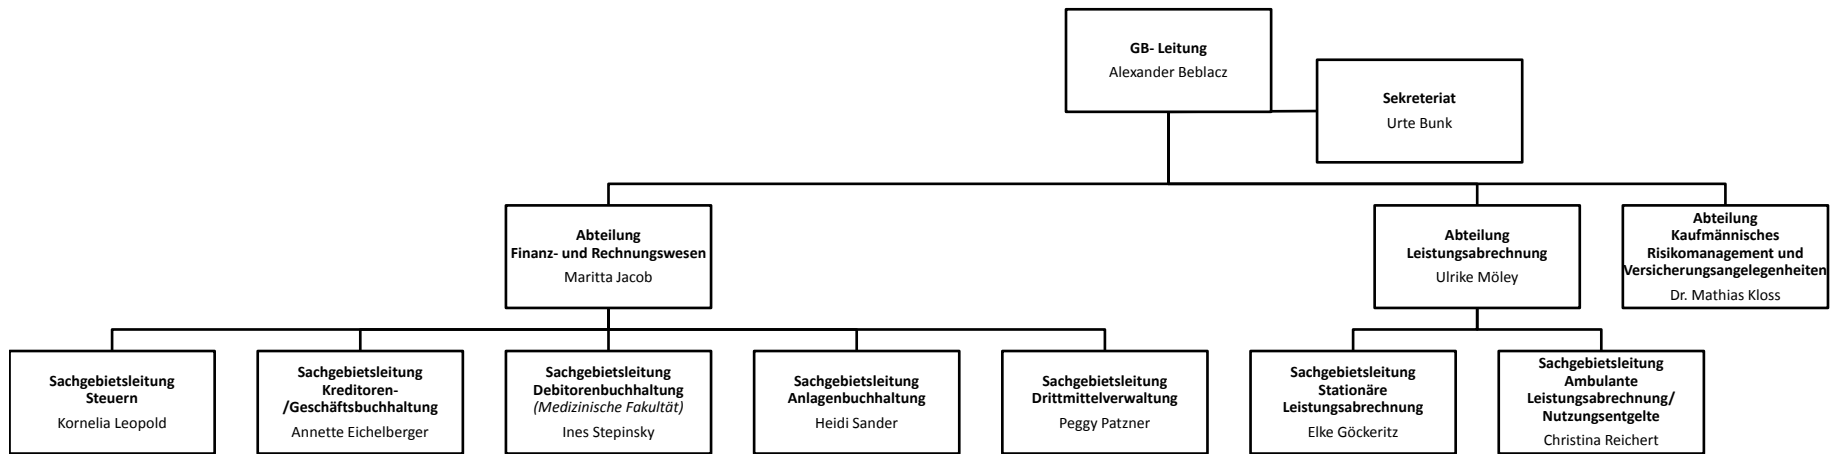 GB- Leitung
Alexander Beblacz
Sekreteriat
Urte Bunk
Abteilung
Finanz- und Rechnungswesen
Maritta Jacob
Abteilung
Leistungsabrechnung
Ulrike Möley
Abteilung
Kaufmännisches
Risikomanagement und
Versicherungsangelegenheiten
Dr. Mathias Kloss
Sachgebietsleitung
Steuern
Kornelia Leopold
Sachgebietsleitung
Kreditoren-
/Geschäftsbuchhaltung
Annette Eichelberger
Sachgebietsleitung
Debitorenbuchhaltung
(Medizinische Fakultät)
Ines Stepinsky
Sachgebietsleitung
Anlagenbuchhaltung
Heidi Sander
Sachgebietsleitung
Drittmittelverwaltung
Peggy Patzner
Sachgebietsleitung
Stationäre
Leistungsabrechnung
Elke Göckeritz
Sachgebietsleitung
Ambulante
Leistungsabrechnung/
Nutzungsentgelte
Christina Reichert